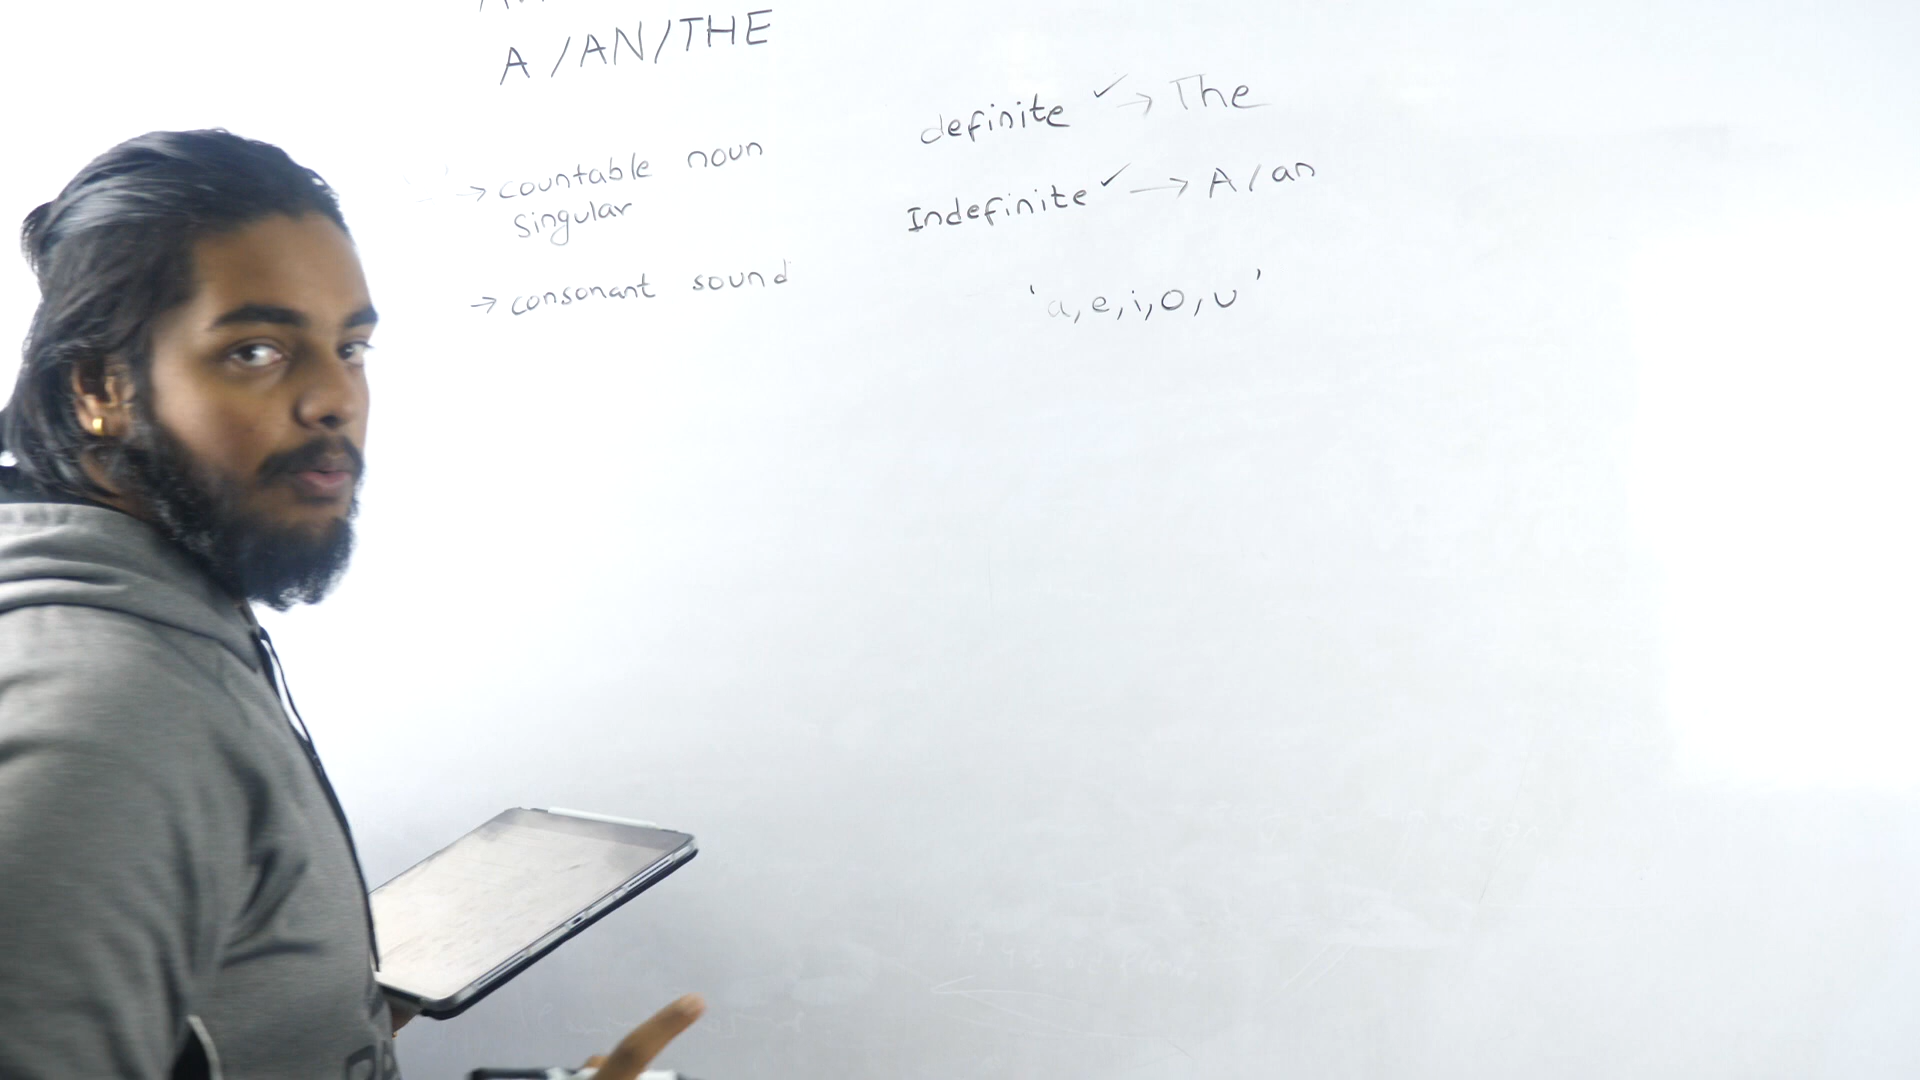 A/AN/THE
→ countable noun
singular
→ consonant sound
definite ✓ → The
Indefinite ✓ → A/an
'a, e, i, o, u'